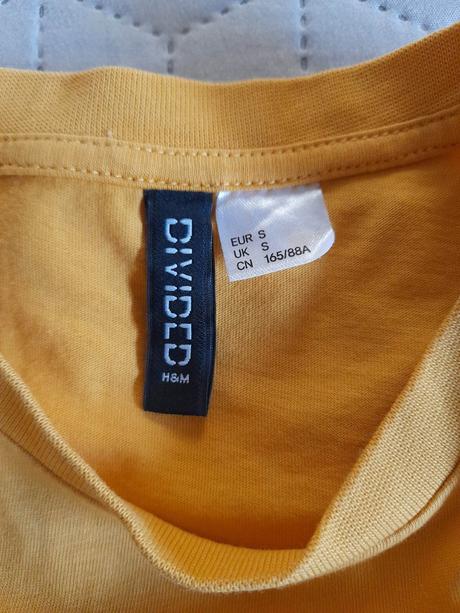 DIVIDED
H&M
EUR S
UK S
CN 165/88A